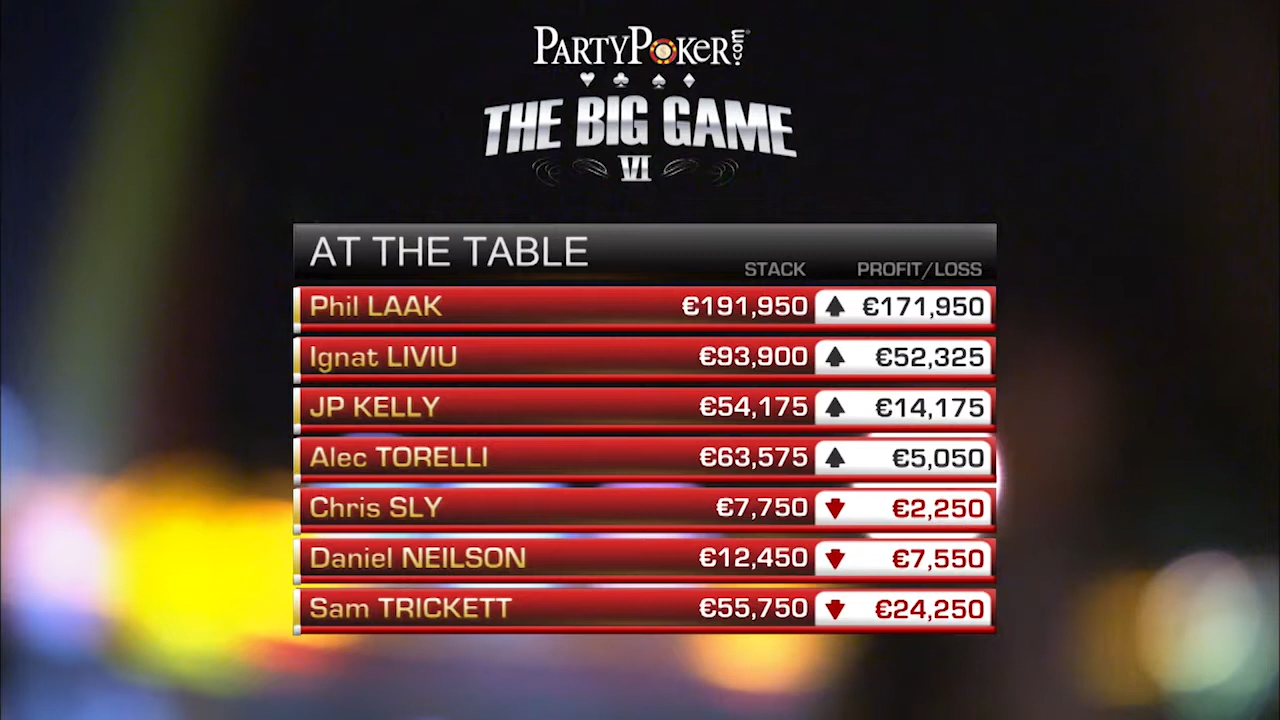 PARTYPOKER.com
THE BIG GAME
VI
AT THE TABLE STACK PROFIT/LOSS
Phil LAAK €191,950 €171,950
Ignat LIVIU €93,900 €52,325
JP KELLY €54,175 €14,175
Alec TORELLI €63,575 €5,050
Chris SLY €7,750 €2,250
Daniel NEILSON €12,450 €7,550
Sam TRICKETT €55,750 €24,250